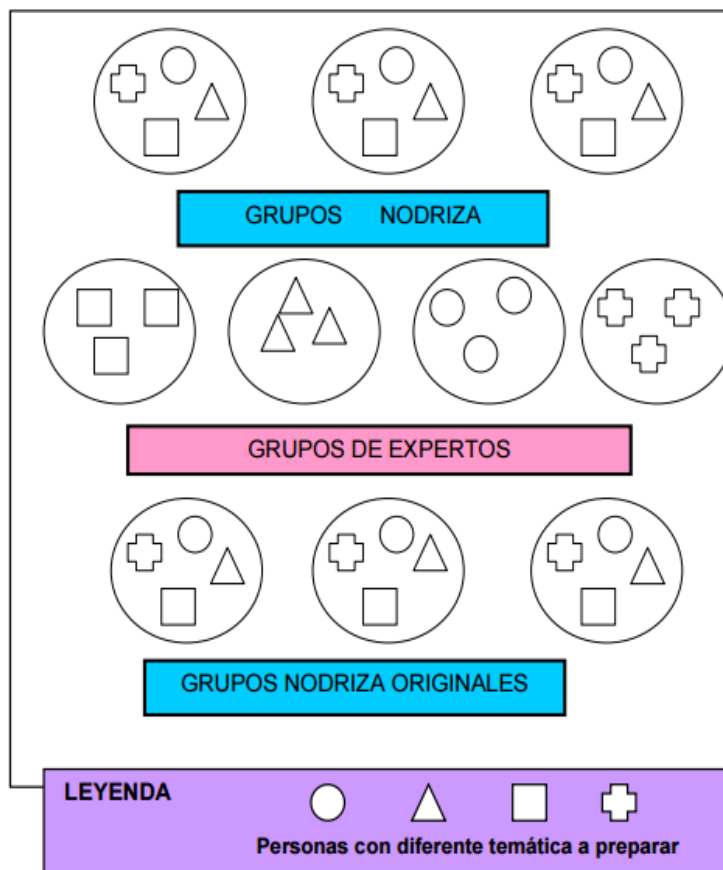 GRUPOS NODRIZA
GRUPOS DE EXPERTOS
GRUPOS NODRIZA ORIGINALES
LEYENDA
Personas con diferente temática a preparar